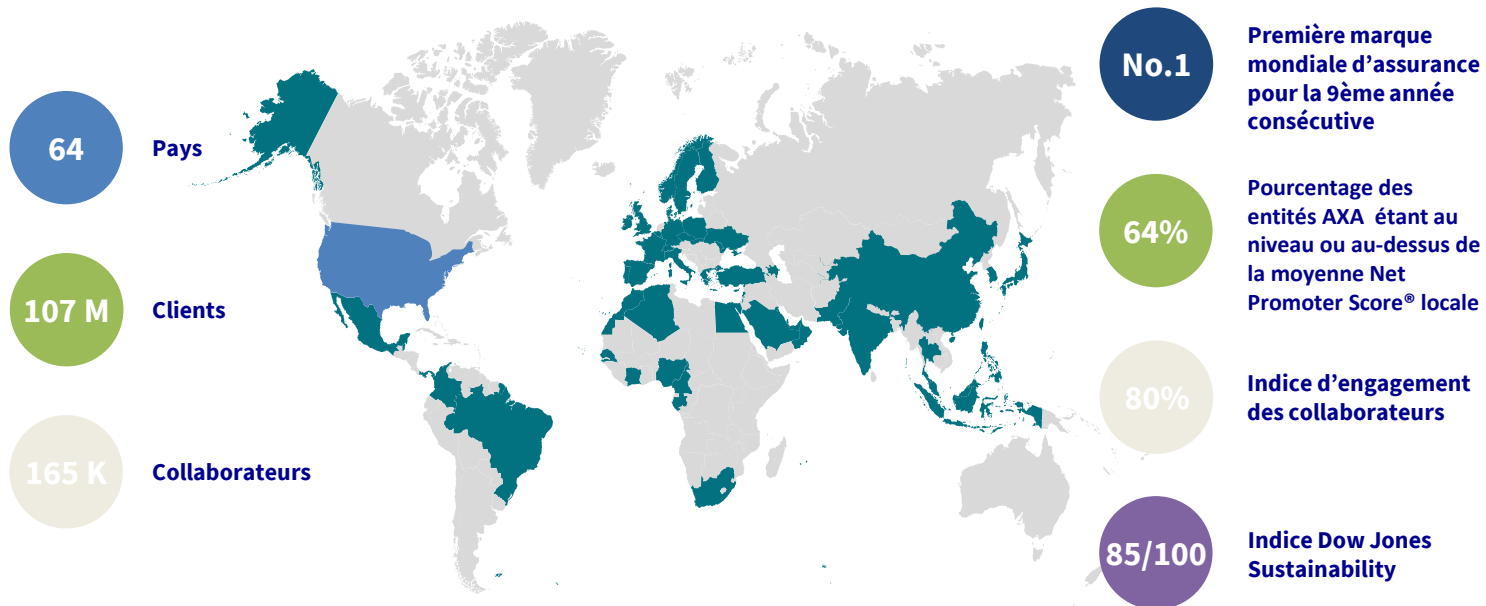 64
Pays
107 M
Clients
165 K
Collaborateurs
No.1
Première marque
mondiale d’assurance
pour la 9ème année
consécutive
64%
Pourcentage des
entités AXA étant au
niveau ou au-dessus de
la moyenne Net
Promoter Score® locale
80%
Indice d’engagement
des collaborateurs
85/100
Indice Dow Jones
Sustainability